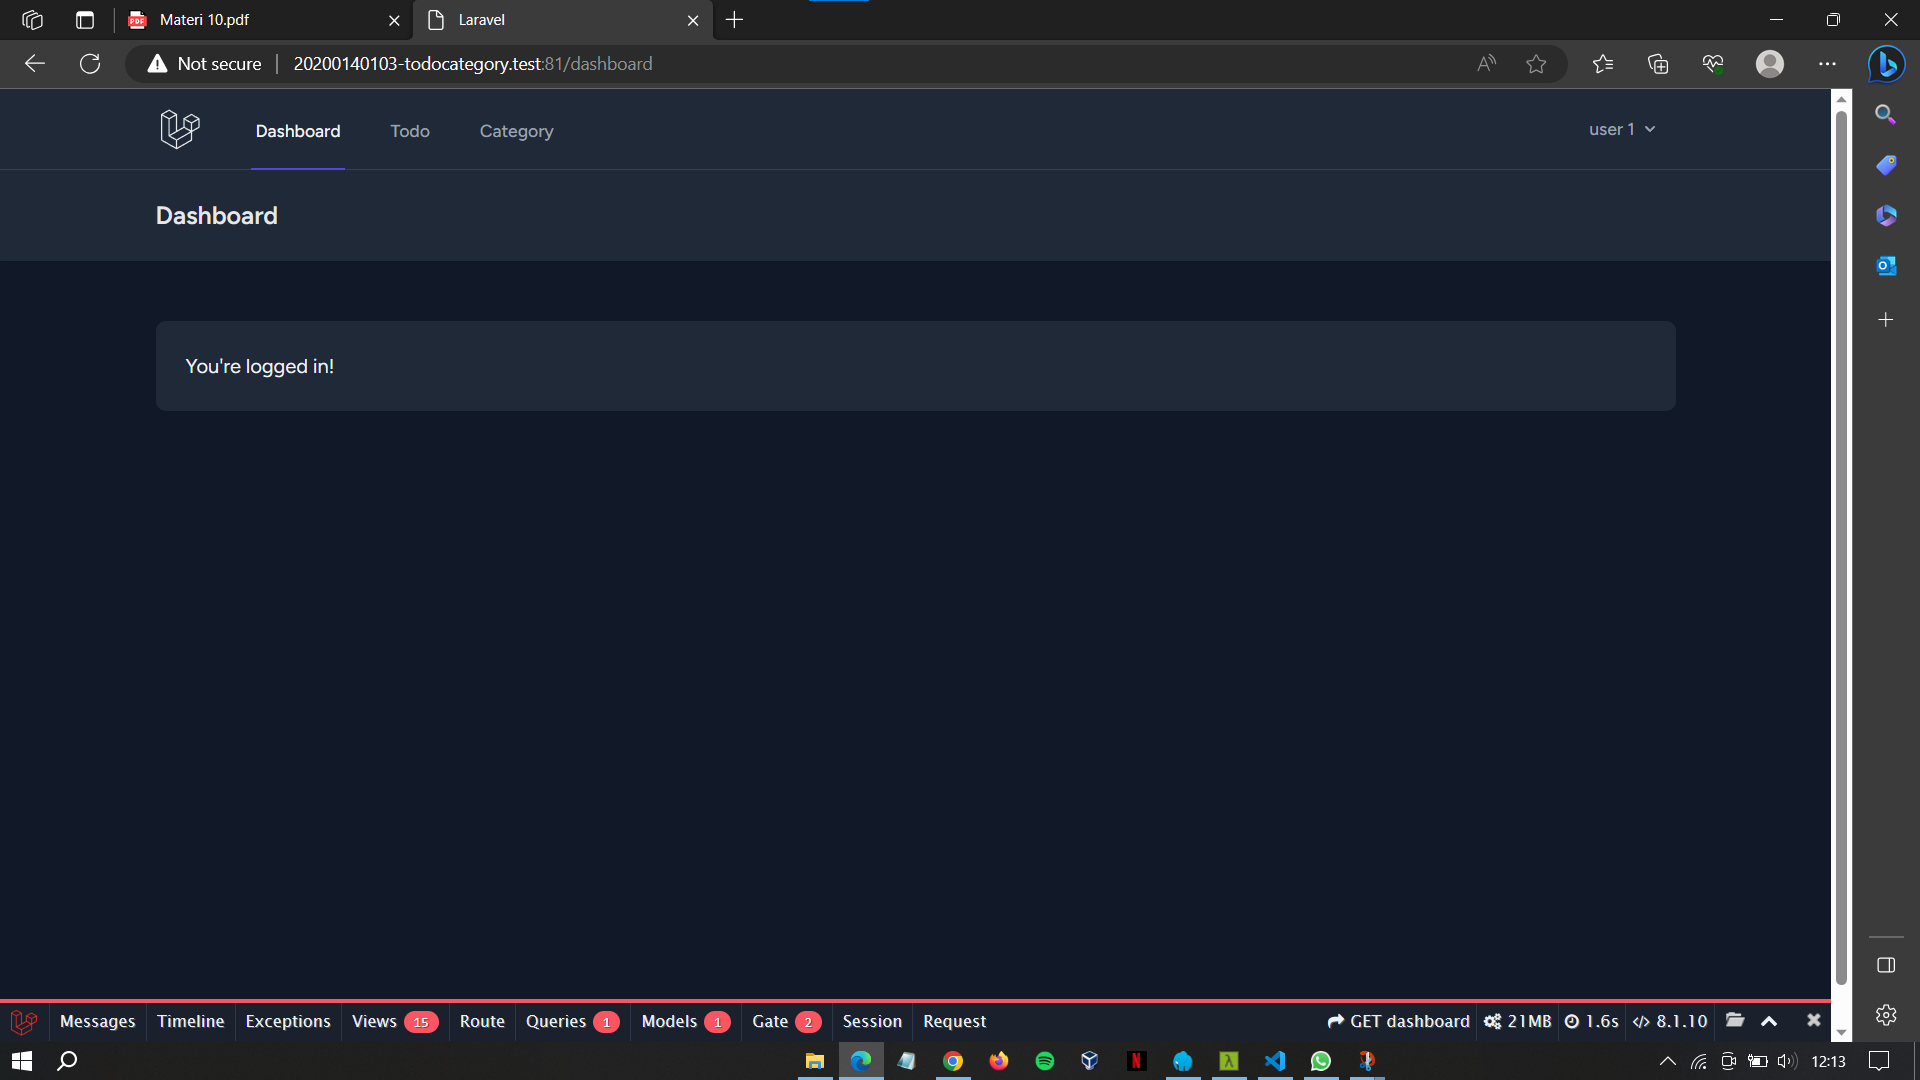 Materi 10.pdf
Laravel
Not secure
20200140103-todocategory.test:81/dashboard
Dashboard
Todo
Category
user 1
Dashboard
You're logged in!
Messages
Timeline
Exceptions
Views 15
Route
Queries 1
Models 1
Gate 2
Session
Request
GET dashboard
21MB
1.6s
8.1.10
12:13